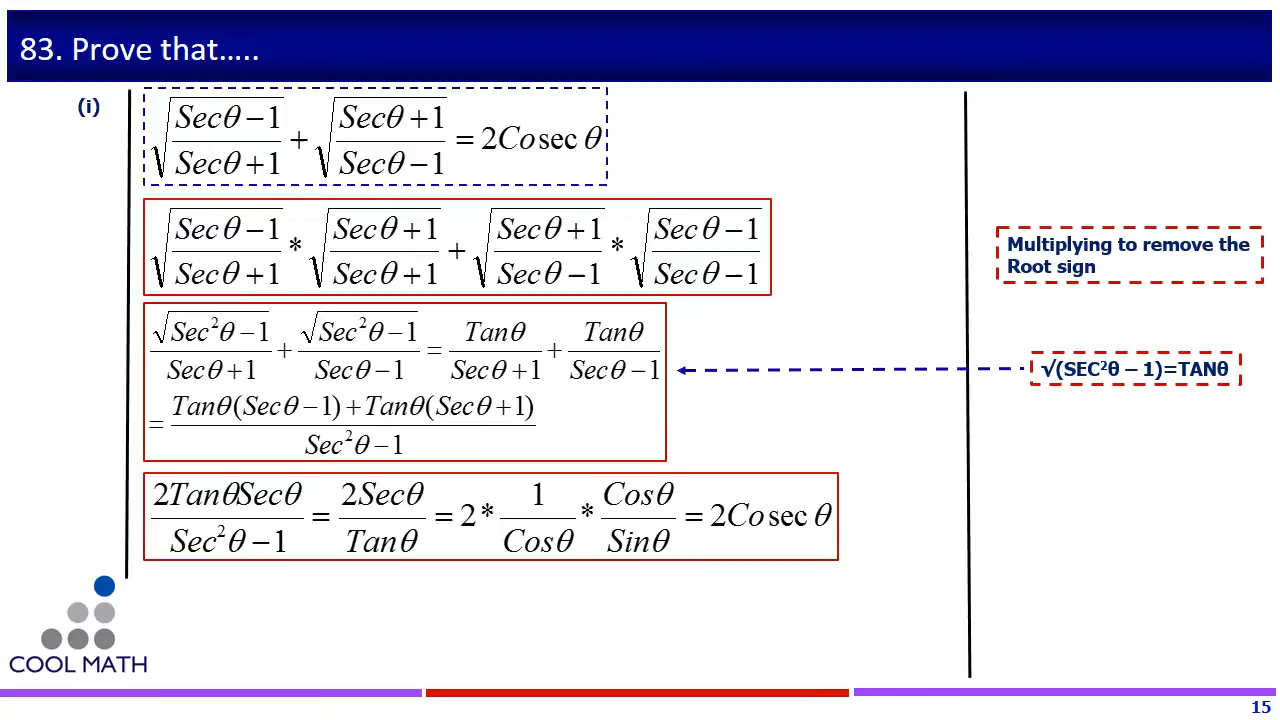 83. Prove that…..
(i)
√((Secθ − 1)/(Secθ + 1)) + √((Secθ + 1)/(Secθ − 1)) = 2Cosecθ
√((Secθ − 1)/(Secθ + 1)) * √((Secθ + 1)/(Secθ + 1)) + √((Secθ + 1)/(Secθ − 1)) * √((Secθ − 1)/(Secθ − 1))
Multiplying to remove the
Root sign
√(Sec²θ − 1)/(Secθ + 1) + √(Sec²θ − 1)/(Secθ − 1) = Tanθ/(Secθ + 1) + Tanθ/(Secθ − 1)
√(SEC²θ – 1)=TANθ
= (Tanθ(Secθ − 1) + Tanθ(Secθ + 1))/(Sec²θ − 1)
2TanθSecθ/(Sec²θ − 1) = 2Secθ/Tanθ = 2 * 1/Cosθ * Cosθ/Sinθ = 2Cosecθ
COOL MATH
15